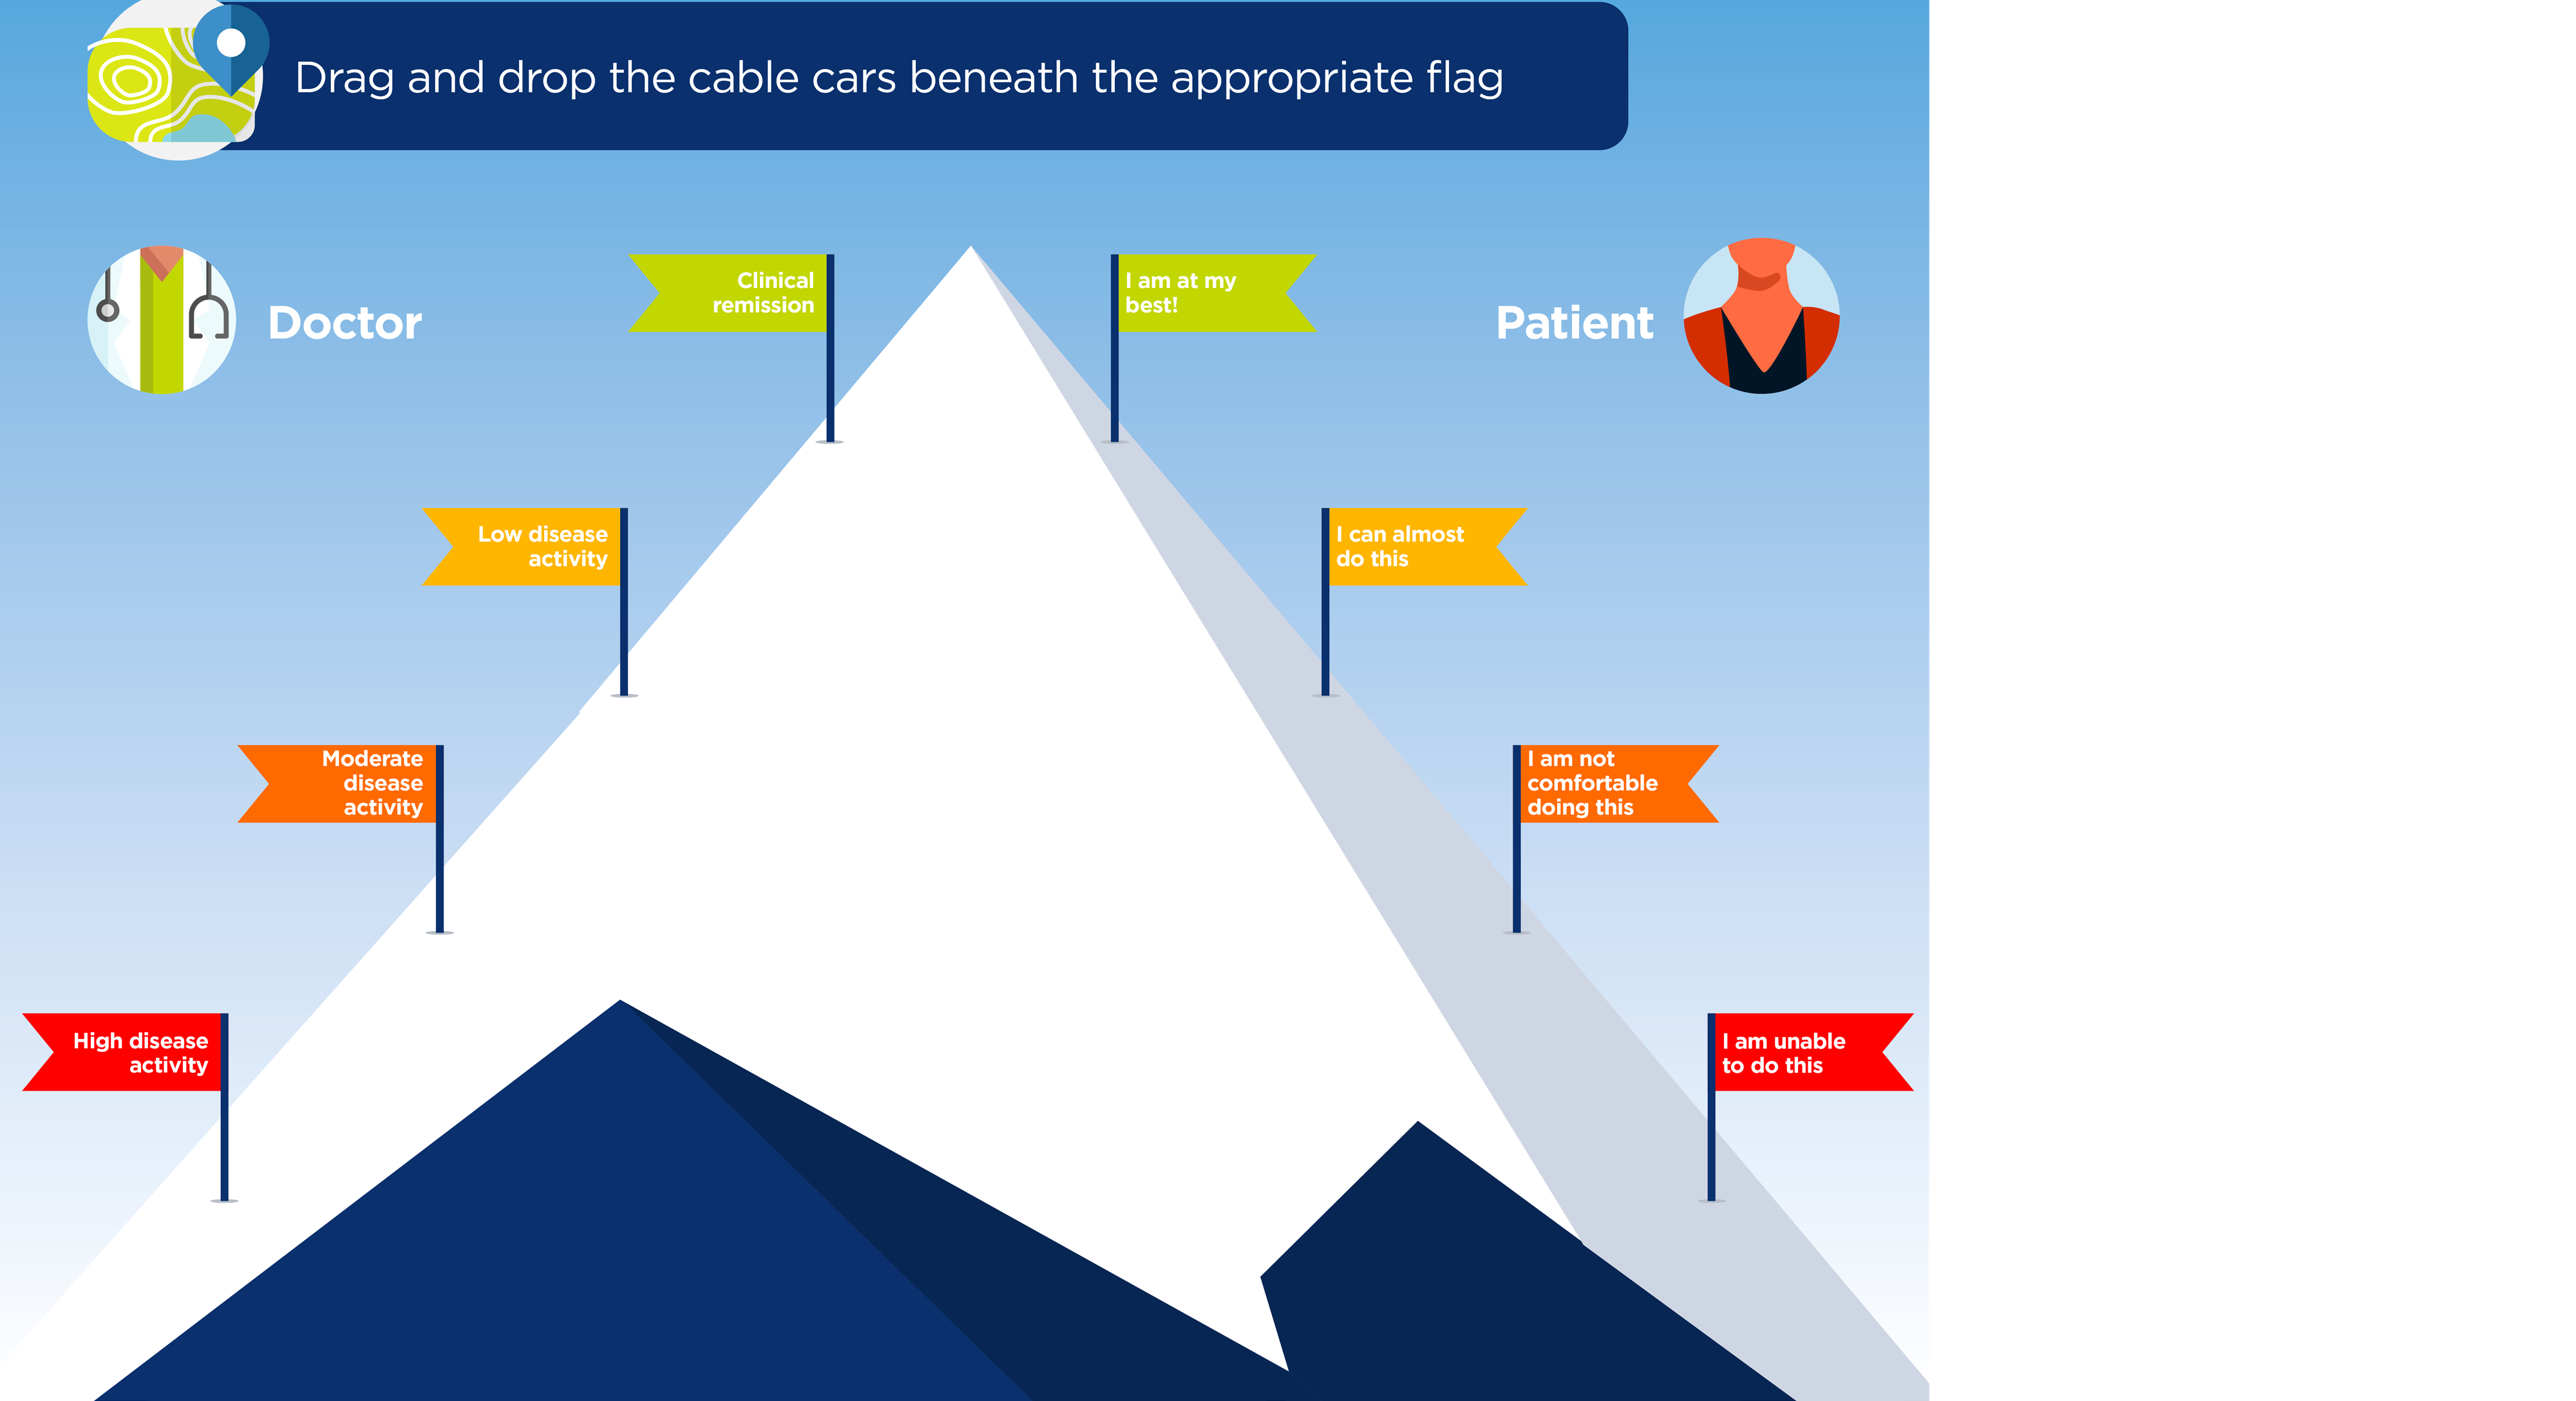 Drag and drop the cable cars beneath the appropriate flag
Doctor
Clinical
remission
I am at my
best!
Patient
Low disease
activity
I can almost
do this
Moderate
disease
activity
I am not
comfortable
doing this
High disease
activity
I am unable
to do this